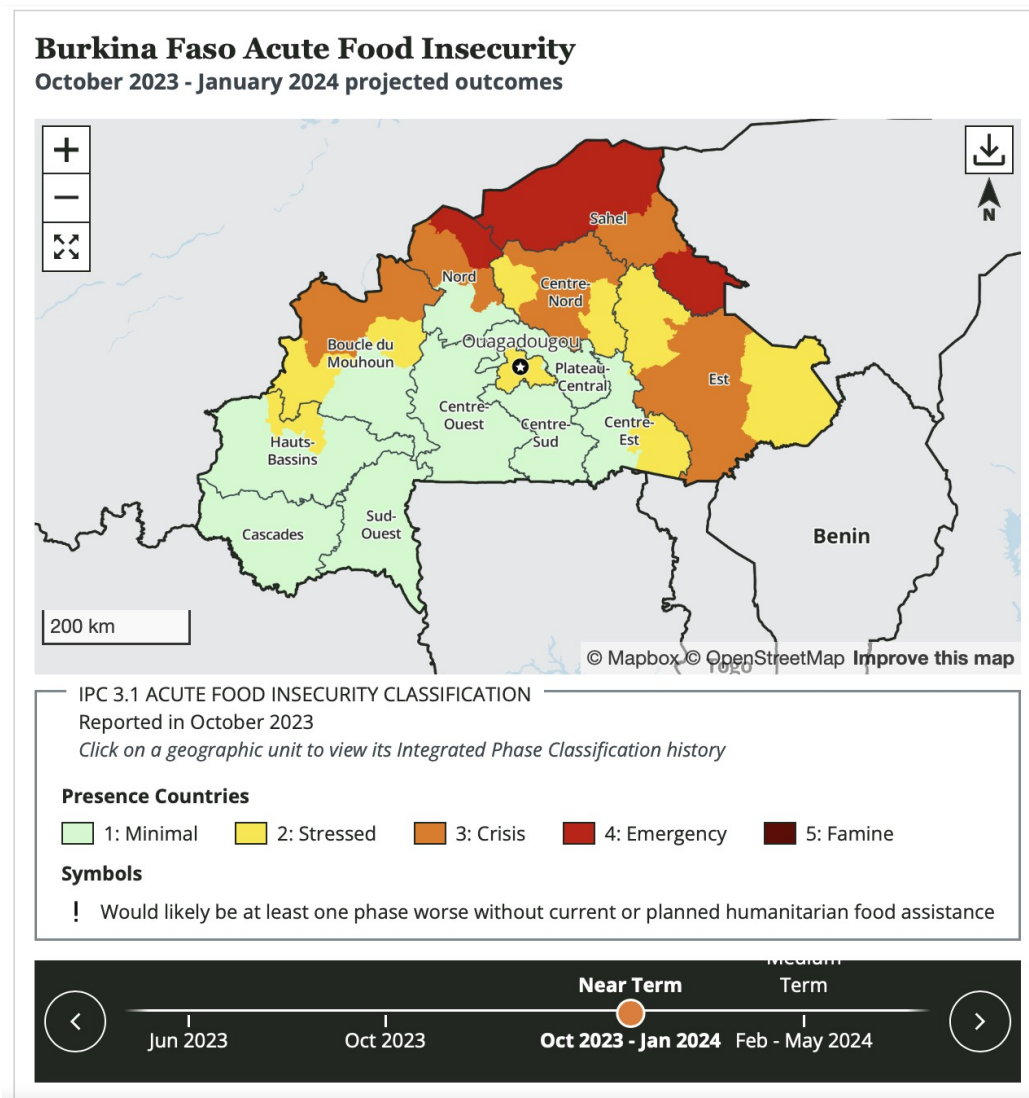 Burkina Faso Acute Food Insecurity
October 2023 - January 2024 projected outcomes
+
−
N
Sahel
Nord
Centre-
Nord
Ouagadougou
Boucle du
Mouhoun
Plateau-
Central
Est
Centre-
Ouest
Centre-
Sud
Centre-
Est
Hauts-
Bassins
Cascades
Sud-
Ouest
Benin
Togo
200 km
© Mapbox © OpenStreetMap Improve this map
IPC 3.1 ACUTE FOOD INSECURITY CLASSIFICATION
Reported in October 2023
Click on a geographic unit to view its Integrated Phase Classification history
Presence Countries
1: Minimal 2: Stressed 3: Crisis 4: Emergency 5: Famine
Symbols
! Would likely be at least one phase worse without current or planned humanitarian food assistance
Medium
Near Term Term
Jun 2023 Oct 2023 Oct 2023 - Jan 2024 Feb - May 2024